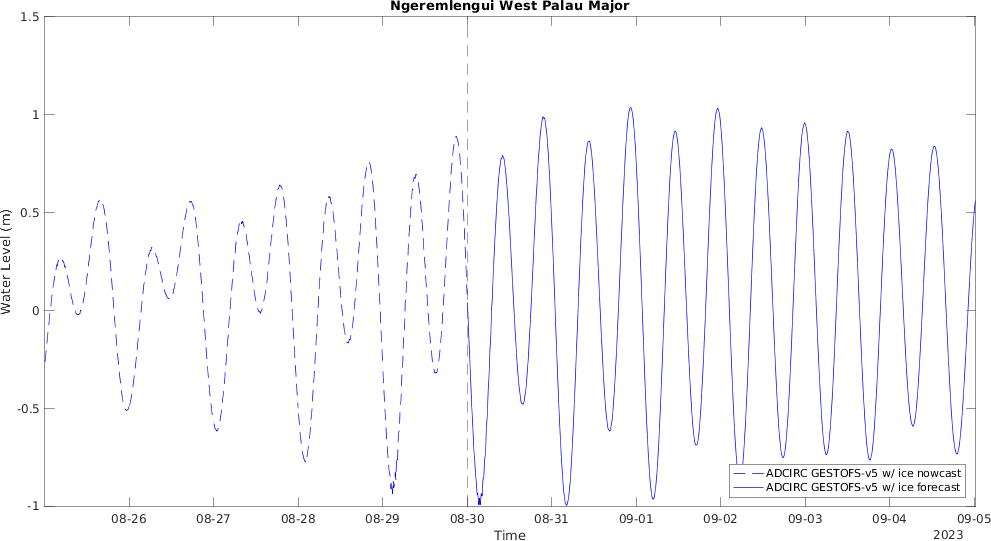 Ngeremlengui West Palau Major
1.5
1
0.5
0
-0.5
-1
Water Level (m)
ADCIRC GESTOFS-v5 w/ ice nowcast
ADCIRC GESTOFS-v5 w/ ice forecast
08-26 08-27 08-28 08-29 08-30 08-31 09-01 09-02 09-03 09-04 09-05
Time
2023